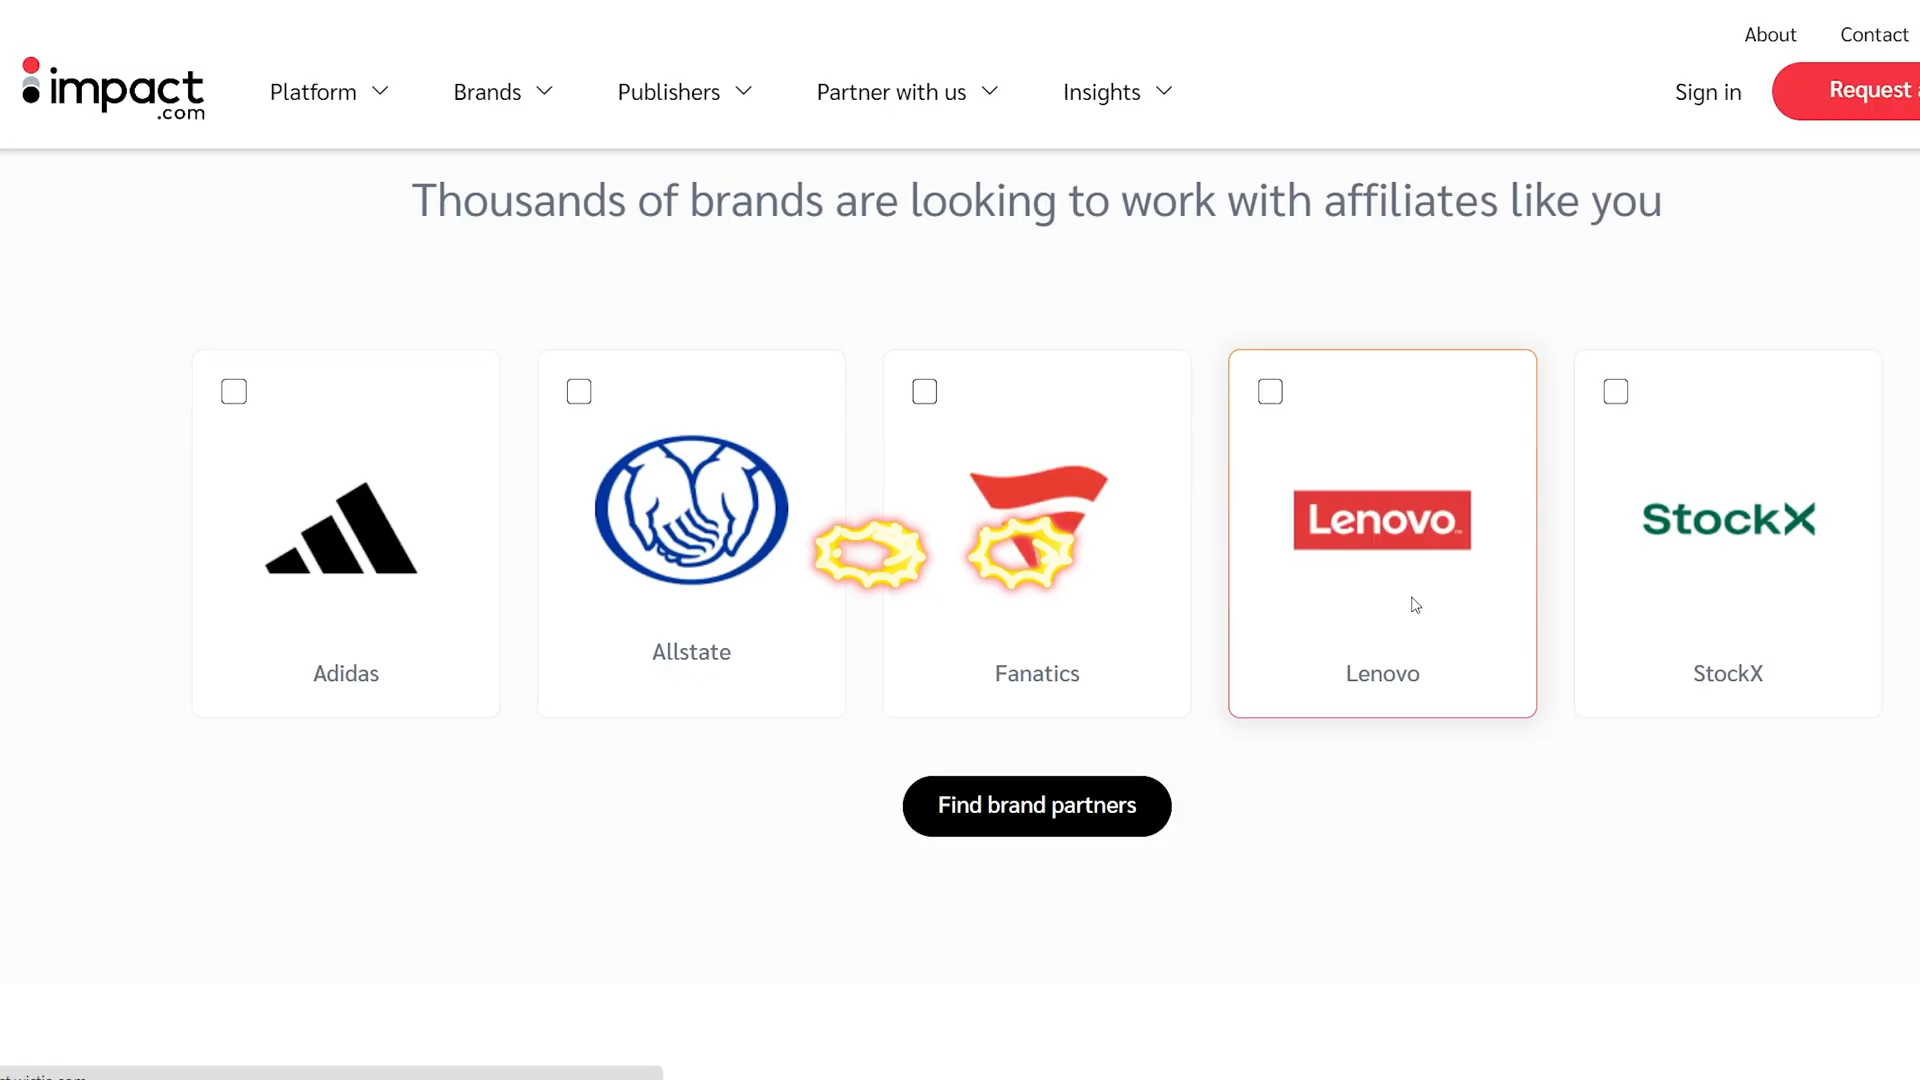 About
Contact
impact
.com
Platform
Brands
Publishers
Partner with us
Insights
Sign in
Request
Thousands of brands are looking to work with affiliates like you
Lenovo
StockX
Adidas
Allstate
Fanatics
Lenovo
StockX
Find brand partners